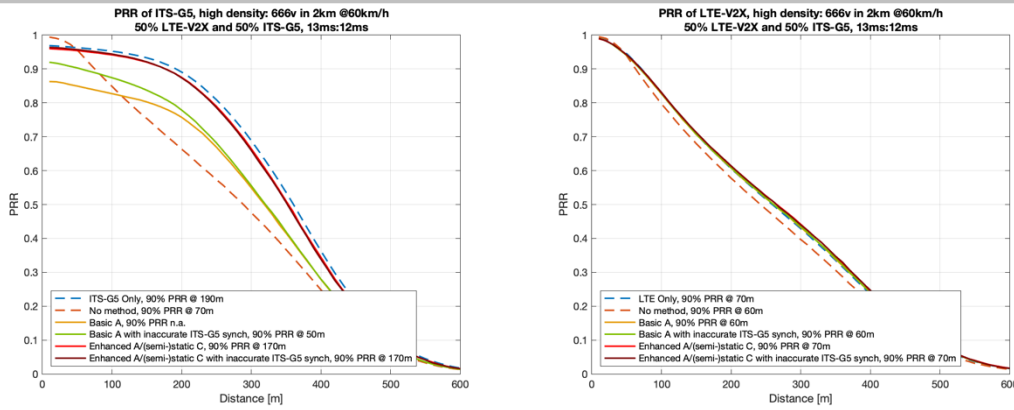 PRR of ITS-G5, high density: 666v in 2km @60km/h
50% LTE-V2X and 50% ITS-G5, 13ms:12ms
1
0.9
0.8
0.7
0.6
0.5
0.4
0.3
0.2
0.1
0
PRR
ITS-G5 Only, 90% PRR @ 190m
No method, 90% PRR @ 70m
Basic A, 90% PRR n.a.
Basic A with inaccurate ITS-G5 synch, 90% PRR @ 50m
Enhanced A/(semi-)static C, 90% PRR @ 170m
Enhanced A/(semi-)static C with inaccurate ITS-G5 synch, 90% PRR @ 170m
0 100 200 300 400 500 600
Distance [m]
PRR of LTE-V2X, high density: 666v in 2km @60km/h
50% LTE-V2X and 50% ITS-G5, 13ms:12ms
1
0.9
0.8
0.7
0.6
0.5
0.4
0.3
0.2
0.1
0
PRR
LTE Only, 90% PRR @ 70m
No method, 90% PRR @ 60m
Basic A, 90% PRR @ 60m
Basic A with inaccurate ITS-G5 synch, 90% PRR @ 60m
Enhanced A/(semi-)static C, 90% PRR @ 70m
Enhanced A/(semi-)static C with inaccurate ITS-G5 synch, 90% PRR @ 70m
0 100 200 300 400 500 600
Distance [m]